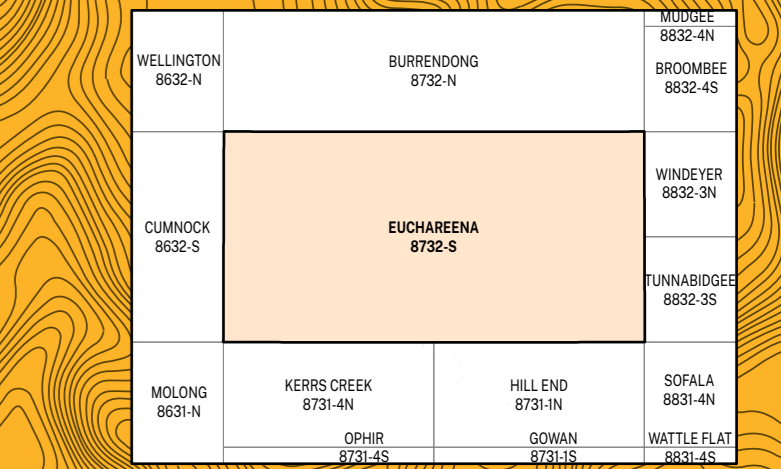 MUDGEE
8832-4N
WELLINGTON
8632-N
BURRENDONG
8732-N
BROOMBEE
8832-4S
CUMNOCK
8632-S
EUCHAREENA
8732-S
WINDEYER
8832-3N
TUNNABIDGEE
8832-3S
MOLONG
8631-N
KERRS CREEK
8731-4N
HILL END
8731-1N
SOFALA
8831-4N
OPHIR
8731-4S
GOWAN
8731-1S
WATTLE FLAT
8831-4S